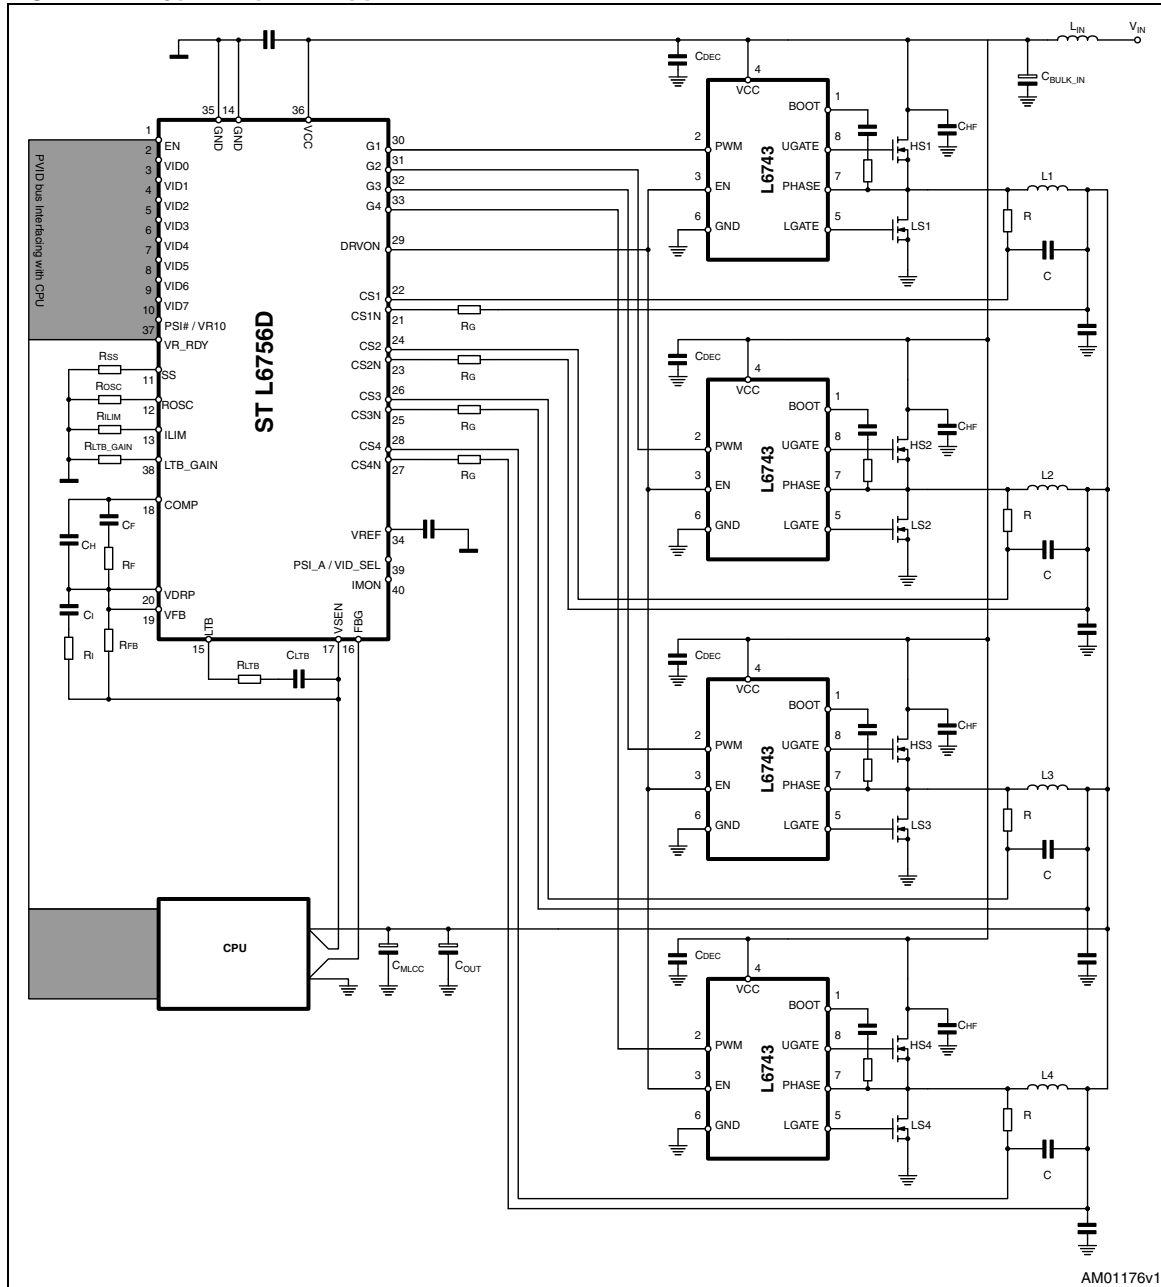 LIN
VIN
CDEC
CBULK_IN
4
VCC
1
BOOT
CHF
2
PWM
L6743
UGATE
8
HS1
3
EN
PHASE
7
L1
6
GND
LGATE
5
LS1
R
C
35
14
36
GND
GND
VCC
1
EN
2
VID0
3
VID1
4
VID2
5
VID3
6
VID4
7
VID5
8
VID6
9
VID7
10
PSI# / VR10
37
VR_RDY
PVID bus Interfacing with CPU
ST L6756D
G1
30
G2
31
G3
32
G4
33
DRVON
29
CS1
22
CS1N
21
RG
CS2
24
CS2N
23
RG
CS3
26
CS3N
25
RG
CS4
28
CS4N
27
RG
VREF
34
PSI_A / VID_SEL
39
IMON
40
RSS
11
SS
ROSC
12
ROSC
RILIM
13
ILIM
RLTB_GAIN
38
LTB_GAIN
18
COMP
CF
CH
RF
20
VDRP
19
VFB
CI
RI
RFB
LTB
15
VSEN
17
FBG
16
RLTB
CLTB
CDEC
4
VCC
1
BOOT
CHF
2
PWM
L6743
UGATE
8
HS2
3
EN
PHASE
7
L2
6
GND
LGATE
5
LS2
R
C
CDEC
4
VCC
1
BOOT
CHF
2
PWM
L6743
UGATE
8
HS3
3
EN
PHASE
7
L3
6
GND
LGATE
5
LS3
R
C
CPU
CMLCC
COUT
CDEC
4
VCC
1
BOOT
CHF
2
PWM
L6743
UGATE
8
HS4
3
EN
PHASE
7
L4
6
GND
LGATE
5
LS4
R
C
AM01176v1